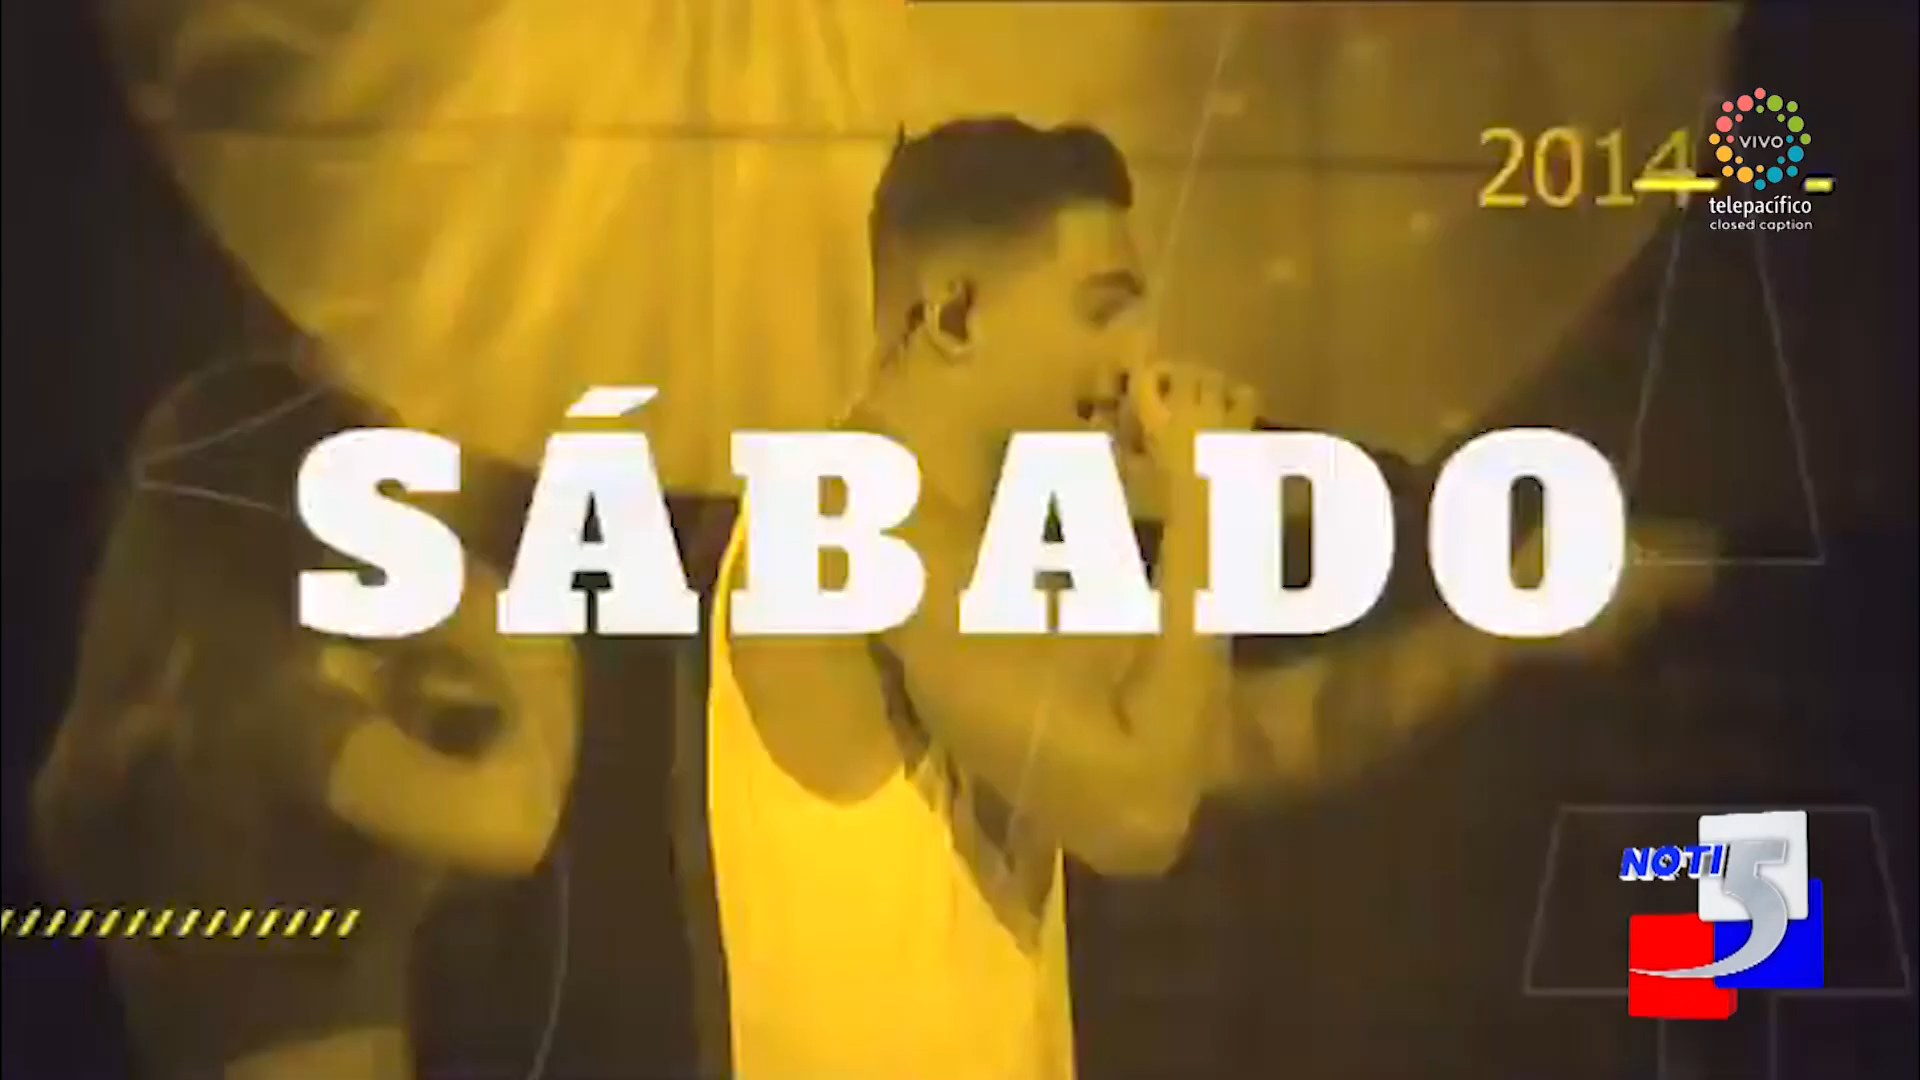 2014
VIVO
telepacífico
closed caption
SÁBADO
NOTI
5